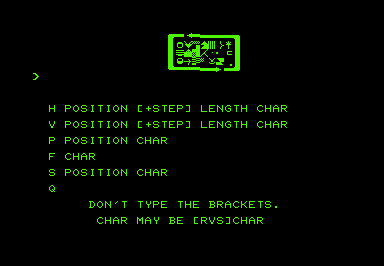 >
H POSITION [+STEP] LENGTH CHAR
V POSITION [+STEP] LENGTH CHAR
P POSITION CHAR
F CHAR
S POSITION CHAR
Q
DON'T TYPE THE BRACKETS.
CHAR MAY BE [RVS]CHAR